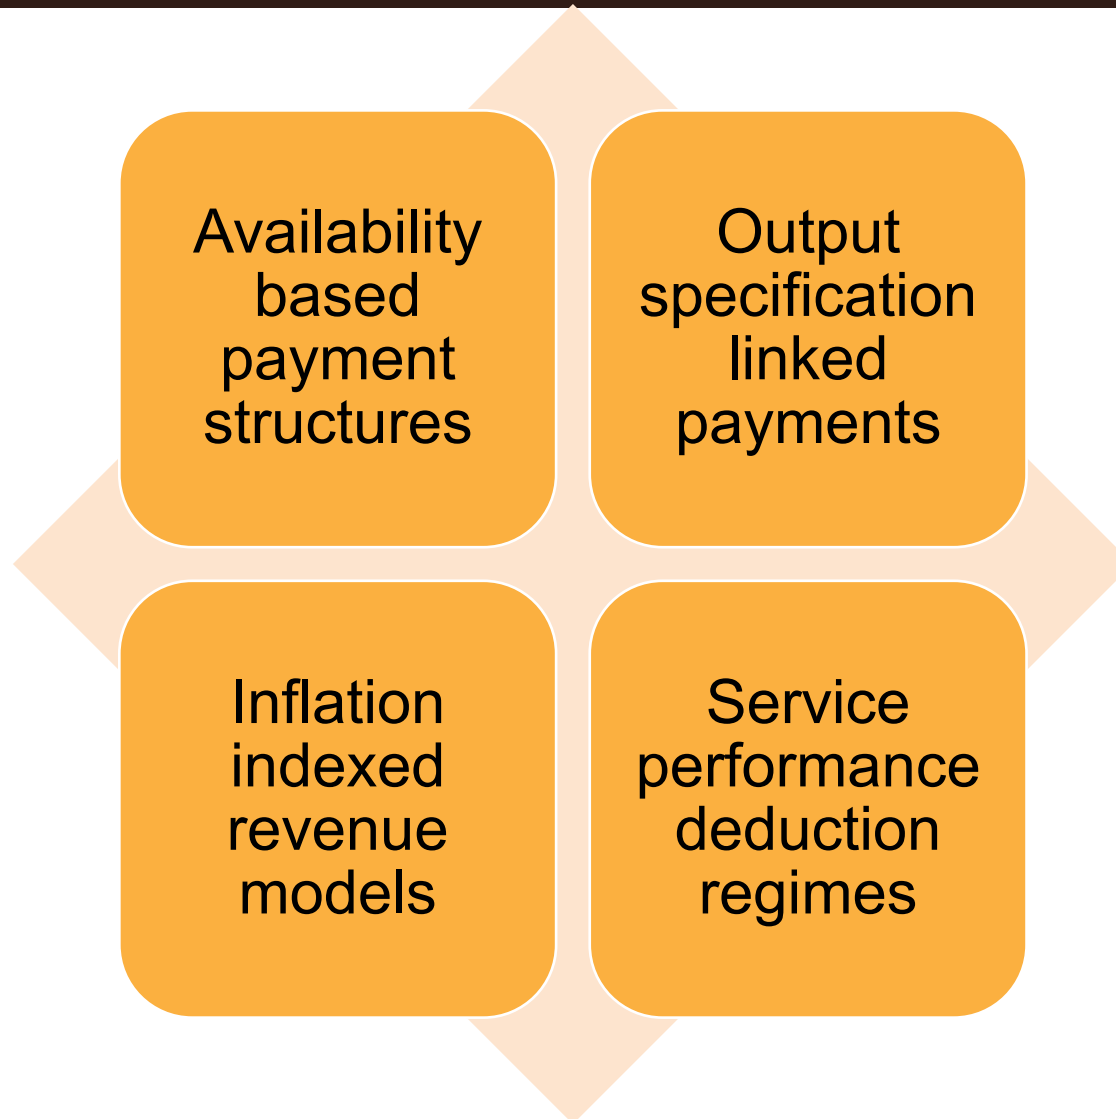 Availability
based
payment
structures
Output
specification
linked
payments
Inflation
indexed
revenue
models
Service
performance
deduction
regimes